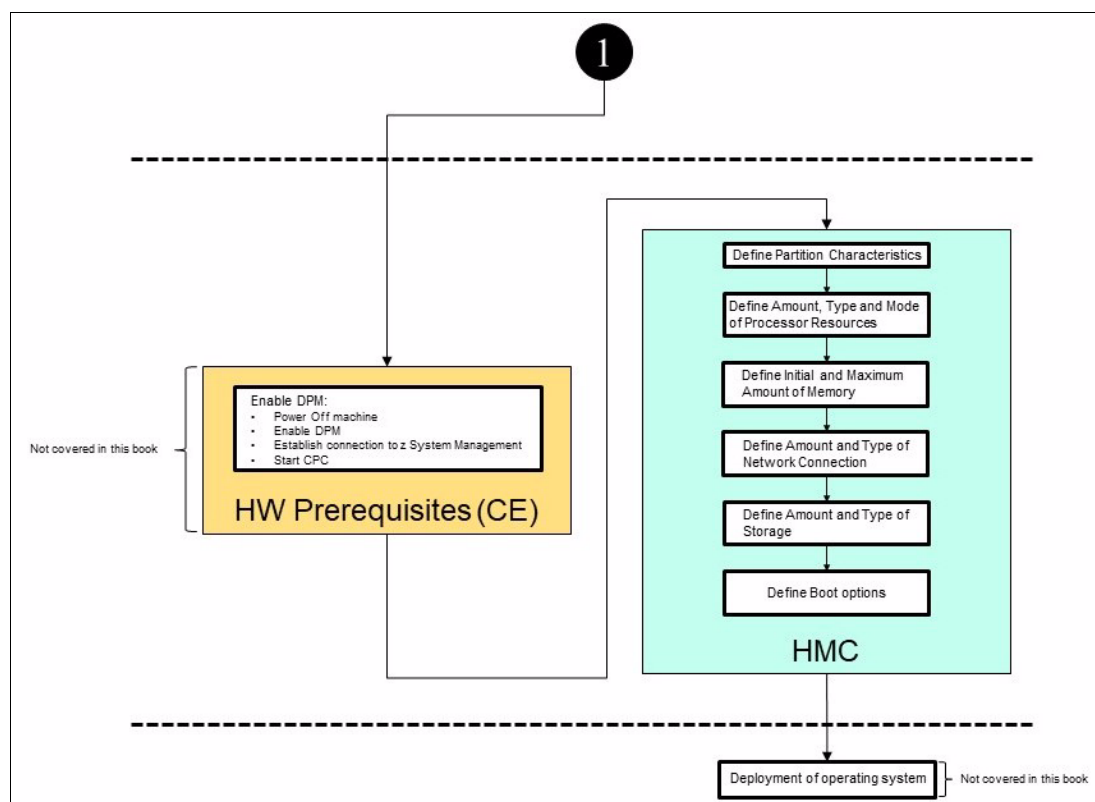 1
Not covered in this book
Enable DPM:
• Power Off machine
• Enable DPM
• Establish connection to z System Management
• Start CPC
HW Prerequisites (CE)
Define Partition Characteristics
Define Amount, Type and Mode
of Processor Resources
Define Initial and Maximum
Amount of Memory
Define Amount and Type of
Network Connection
Define Amount and Type of
Storage
Define Boot options
HMC
Deployment of operating system
Not covered in this book